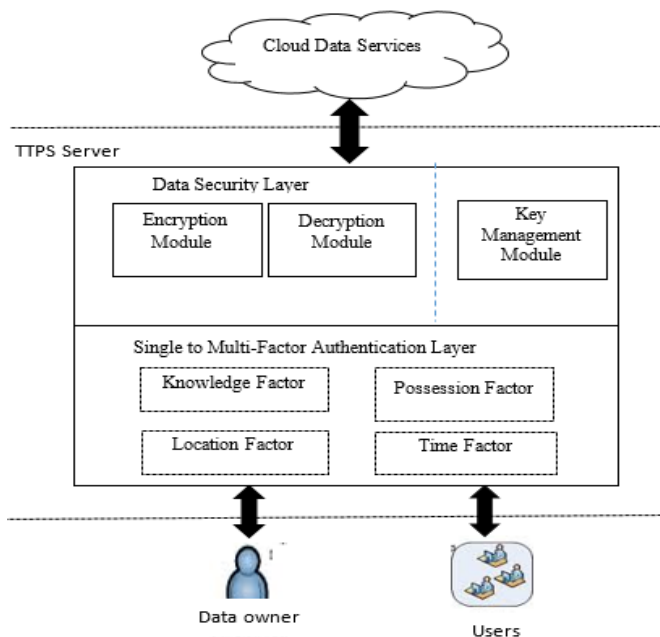 Cloud Data Services
TTPS Server
Data Security Layer
Encryption
Module
Decryption
Module
Key
Management
Module
Single to Multi-Factor Authentication Layer
Knowledge Factor
Possession Factor
Location Factor
Time Factor
Data owner
Users